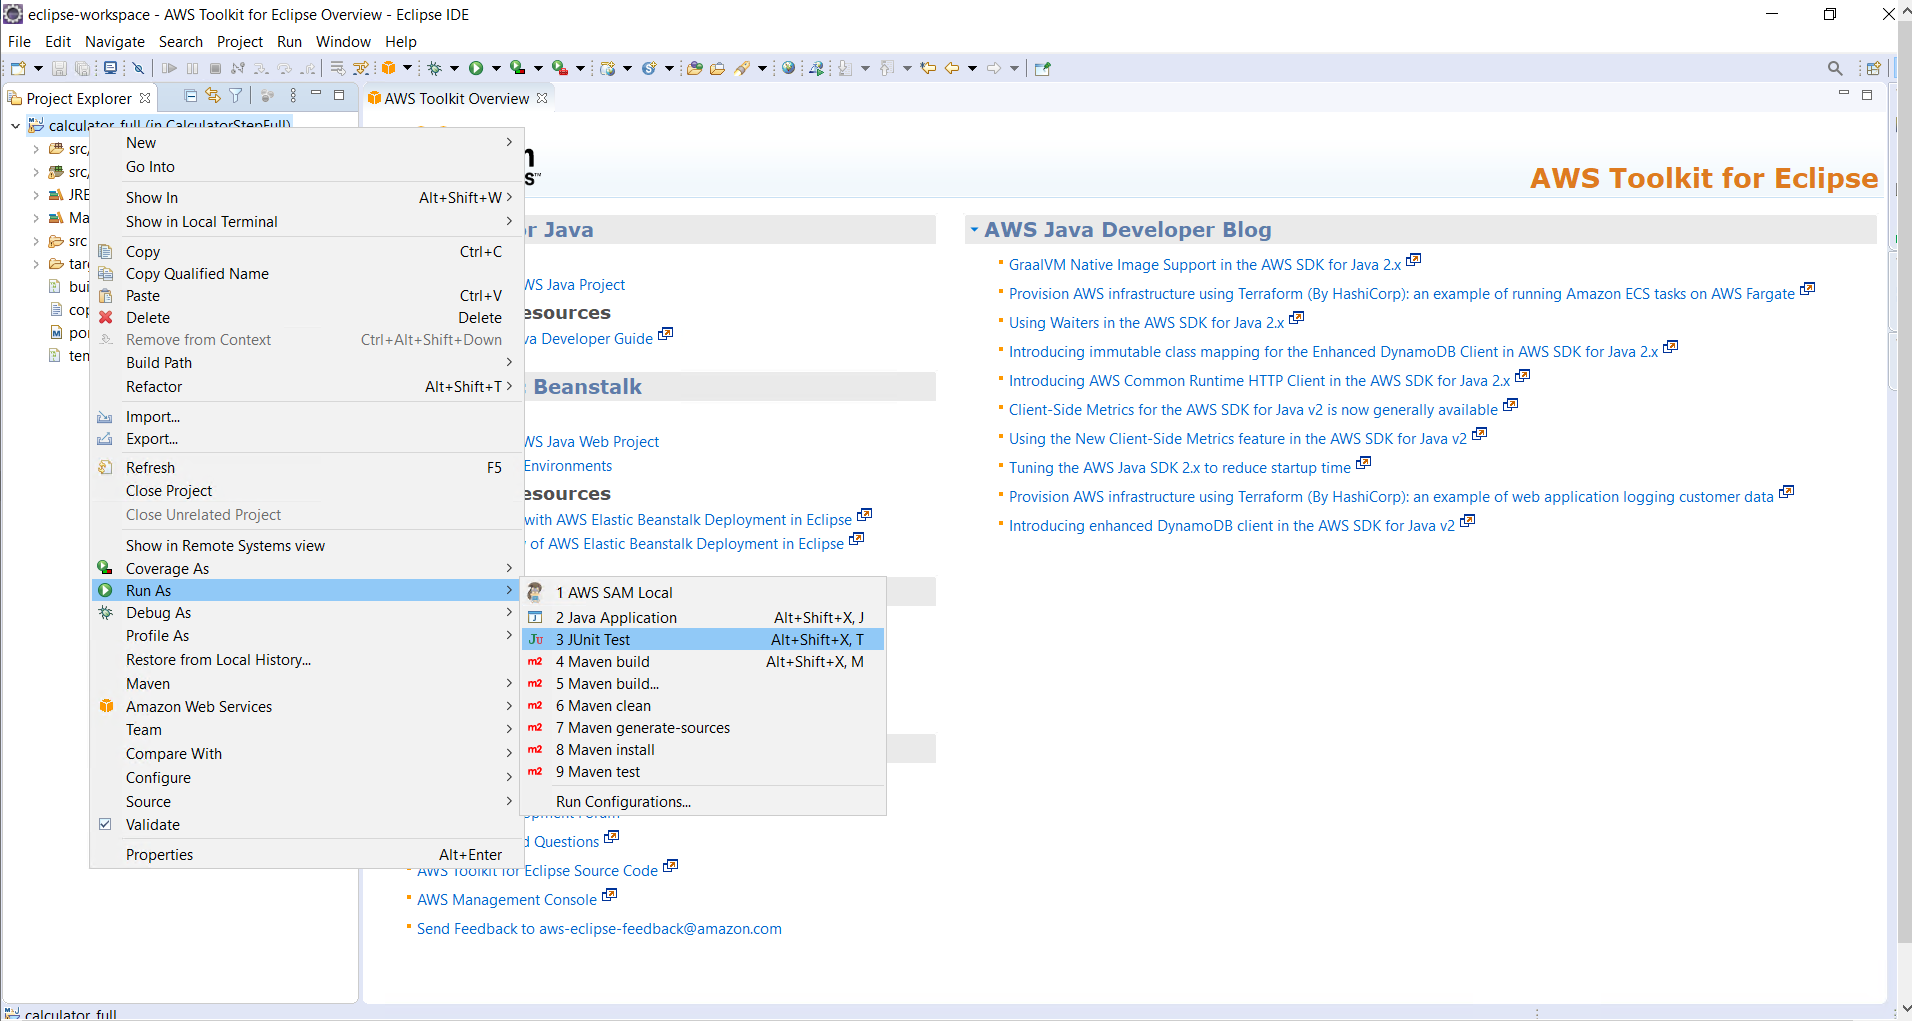 eclipse-workspace - AWS Toolkit for Eclipse Overview - Eclipse IDE
File Edit Navigate Search Project Run Window Help
Project Explorer
AWS Toolkit Overview
calculator_full (in CalculatorStepFull)
src/
src/
JRE
Ma
src
tar
bui
cop
po
ten
New
Go Into
Show In Alt+Shift+W
Show in Local Terminal
Copy Ctrl+C
Copy Qualified Name
Paste Ctrl+V
Delete Delete
Remove from Context Ctrl+Alt+Shift+Down
Build Path
Refactor Alt+Shift+T
Import...
Export...
Refresh F5
Close Project
Close Unrelated Project
Show in Remote Systems view
Coverage As
Run As
Debug As
Profile As
Restore from Local History...
Maven
Amazon Web Services
Team
Compare With
Configure
Source
Validate
Properties Alt+Enter
1 AWS SAM Local
2 Java Application Alt+Shift+X, J
3 JUnit Test Alt+Shift+X, T
4 Maven build Alt+Shift+X, M
5 Maven build...
6 Maven clean
7 Maven generate-sources
8 Maven install
9 Maven test
Run Configurations...
n
s™
AWS Toolkit for Eclipse
or Java
WS Java Project
esources
va Developer Guide
Beanstalk
WS Java Web Project
Environments
esources
with AWS Elastic Beanstalk Deployment in Eclipse
of AWS Elastic Beanstalk Deployment in Eclipse
d Questions
AWS Toolkit for Eclipse Source Code
AWS Management Console
Send Feedback to aws-eclipse-feedback@amazon.com
AWS Java Developer Blog
GraalVM Native Image Support in the AWS SDK for Java 2.x
Provision AWS infrastructure using Terraform (By HashiCorp): an example of running Amazon ECS tasks on AWS Fargate
Using Waiters in the AWS SDK for Java 2.x
Introducing immutable class mapping for the Enhanced DynamoDB Client in AWS SDK for Java 2.x
Introducing AWS Common Runtime HTTP Client in the AWS SDK for Java 2.x
Client-Side Metrics for the AWS SDK for Java v2 is now generally available
Using the New Client-Side Metrics feature in the AWS SDK for Java v2
Tuning the AWS Java SDK 2.x to reduce startup time
Provision AWS infrastructure using Terraform (By HashiCorp): an example of web application logging customer data
Introducing enhanced DynamoDB client in the AWS SDK for Java v2
calculator_full